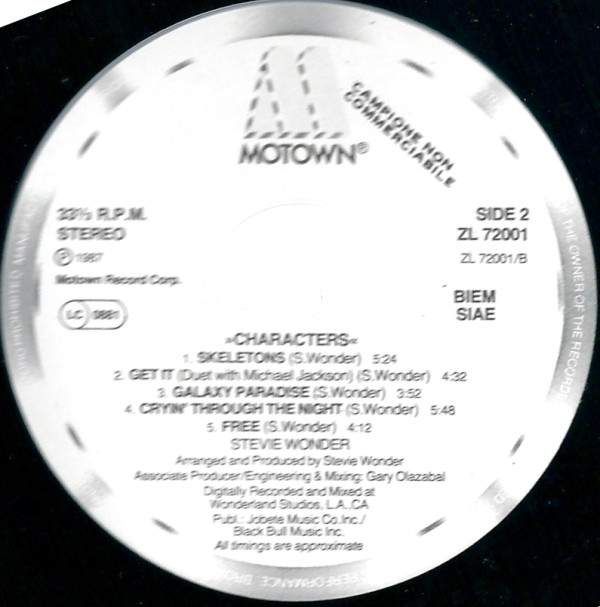 MOTOWN®
CAMPIONE NON
COMMERCIABILE
33⅓ R.P.M.
STEREO
℗ 1987
Motown Record Corp.
LC 0881
SIDE 2
ZL 72001
ZL 72001/B
BIEM
SIAE
»CHARACTERS«
1. SKELETONS (S.Wonder) 5:24
2. GET IT (Duet with Michael Jackson) (S.Wonder) 4:32
3. GALAXY PARADISE (S.Wonder) 3:52
4. CRYIN' THROUGH THE NIGHT (S.Wonder) 5:48
5. FREE (S.Wonder) 4:12
STEVIE WONDER
Arranged and Produced by Stevie Wonder
Associate Producer/Engineering & Mixing: Gary Olazabal
Digitally Recorded and Mixed at
Wonderland Studios, L.A.,CA
Publ.: Jobete Music Co.Inc./
Black Bull Music Inc.
All timings are approximate
THE OWNER OF THE RECORDED
PERFORMANCE
PROHIBITED